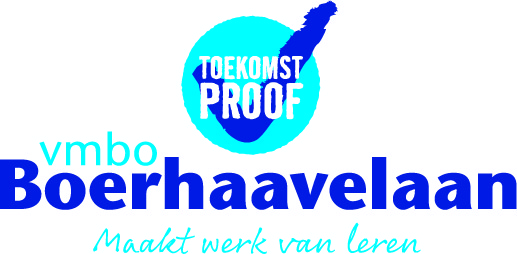 TOEKOMST
PROOF
vmbo
Boerhaavelaan
Maakt werk van leren